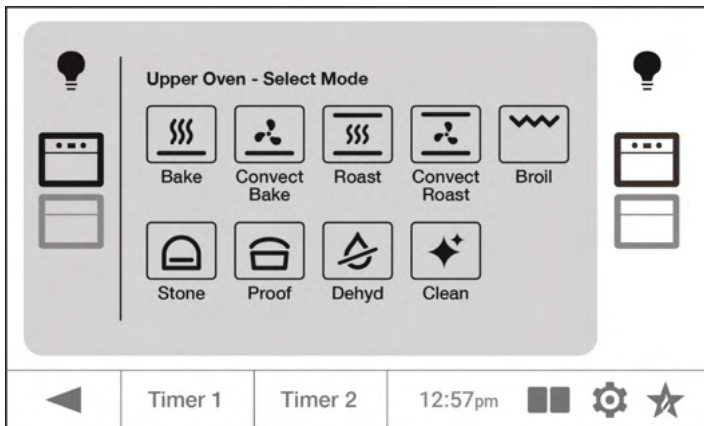 Upper Oven - Select Mode
Bake
Convect
Bake
Roast
Convect
Roast
Broil
Stone
Proof
Dehyd
Clean
Timer 1
Timer 2
12:57pm